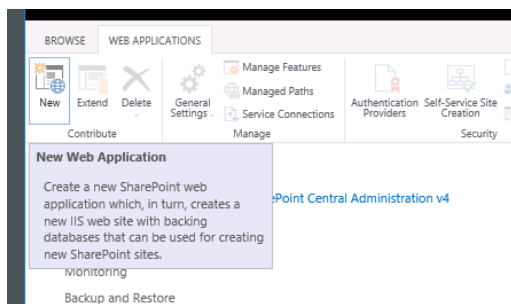 BROWSE WEB APPLICATIONS
New Extend Delete
General Settings
Manage Features
Managed Paths
Service Connections
Authentication Providers
Self-Service Site Creation
Contribute Manage Security
New Web Application
Create a new SharePoint web
application which, in turn, creates a
new IIS web site with backing
databases that can be used for creating
new SharePoint sites.
ePoint Central Administration v4
Monitoring
Backup and Restore